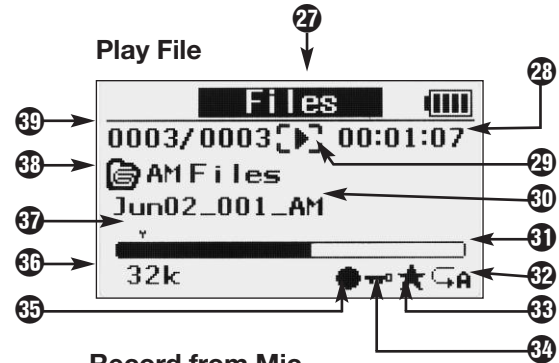 27
Play File
28
Files
39
0003/0003 00:01:07
38
29
AM Files
30
Jun02_001_AM
37
31
36
32k
A
32
35
33
34
Record from Mic